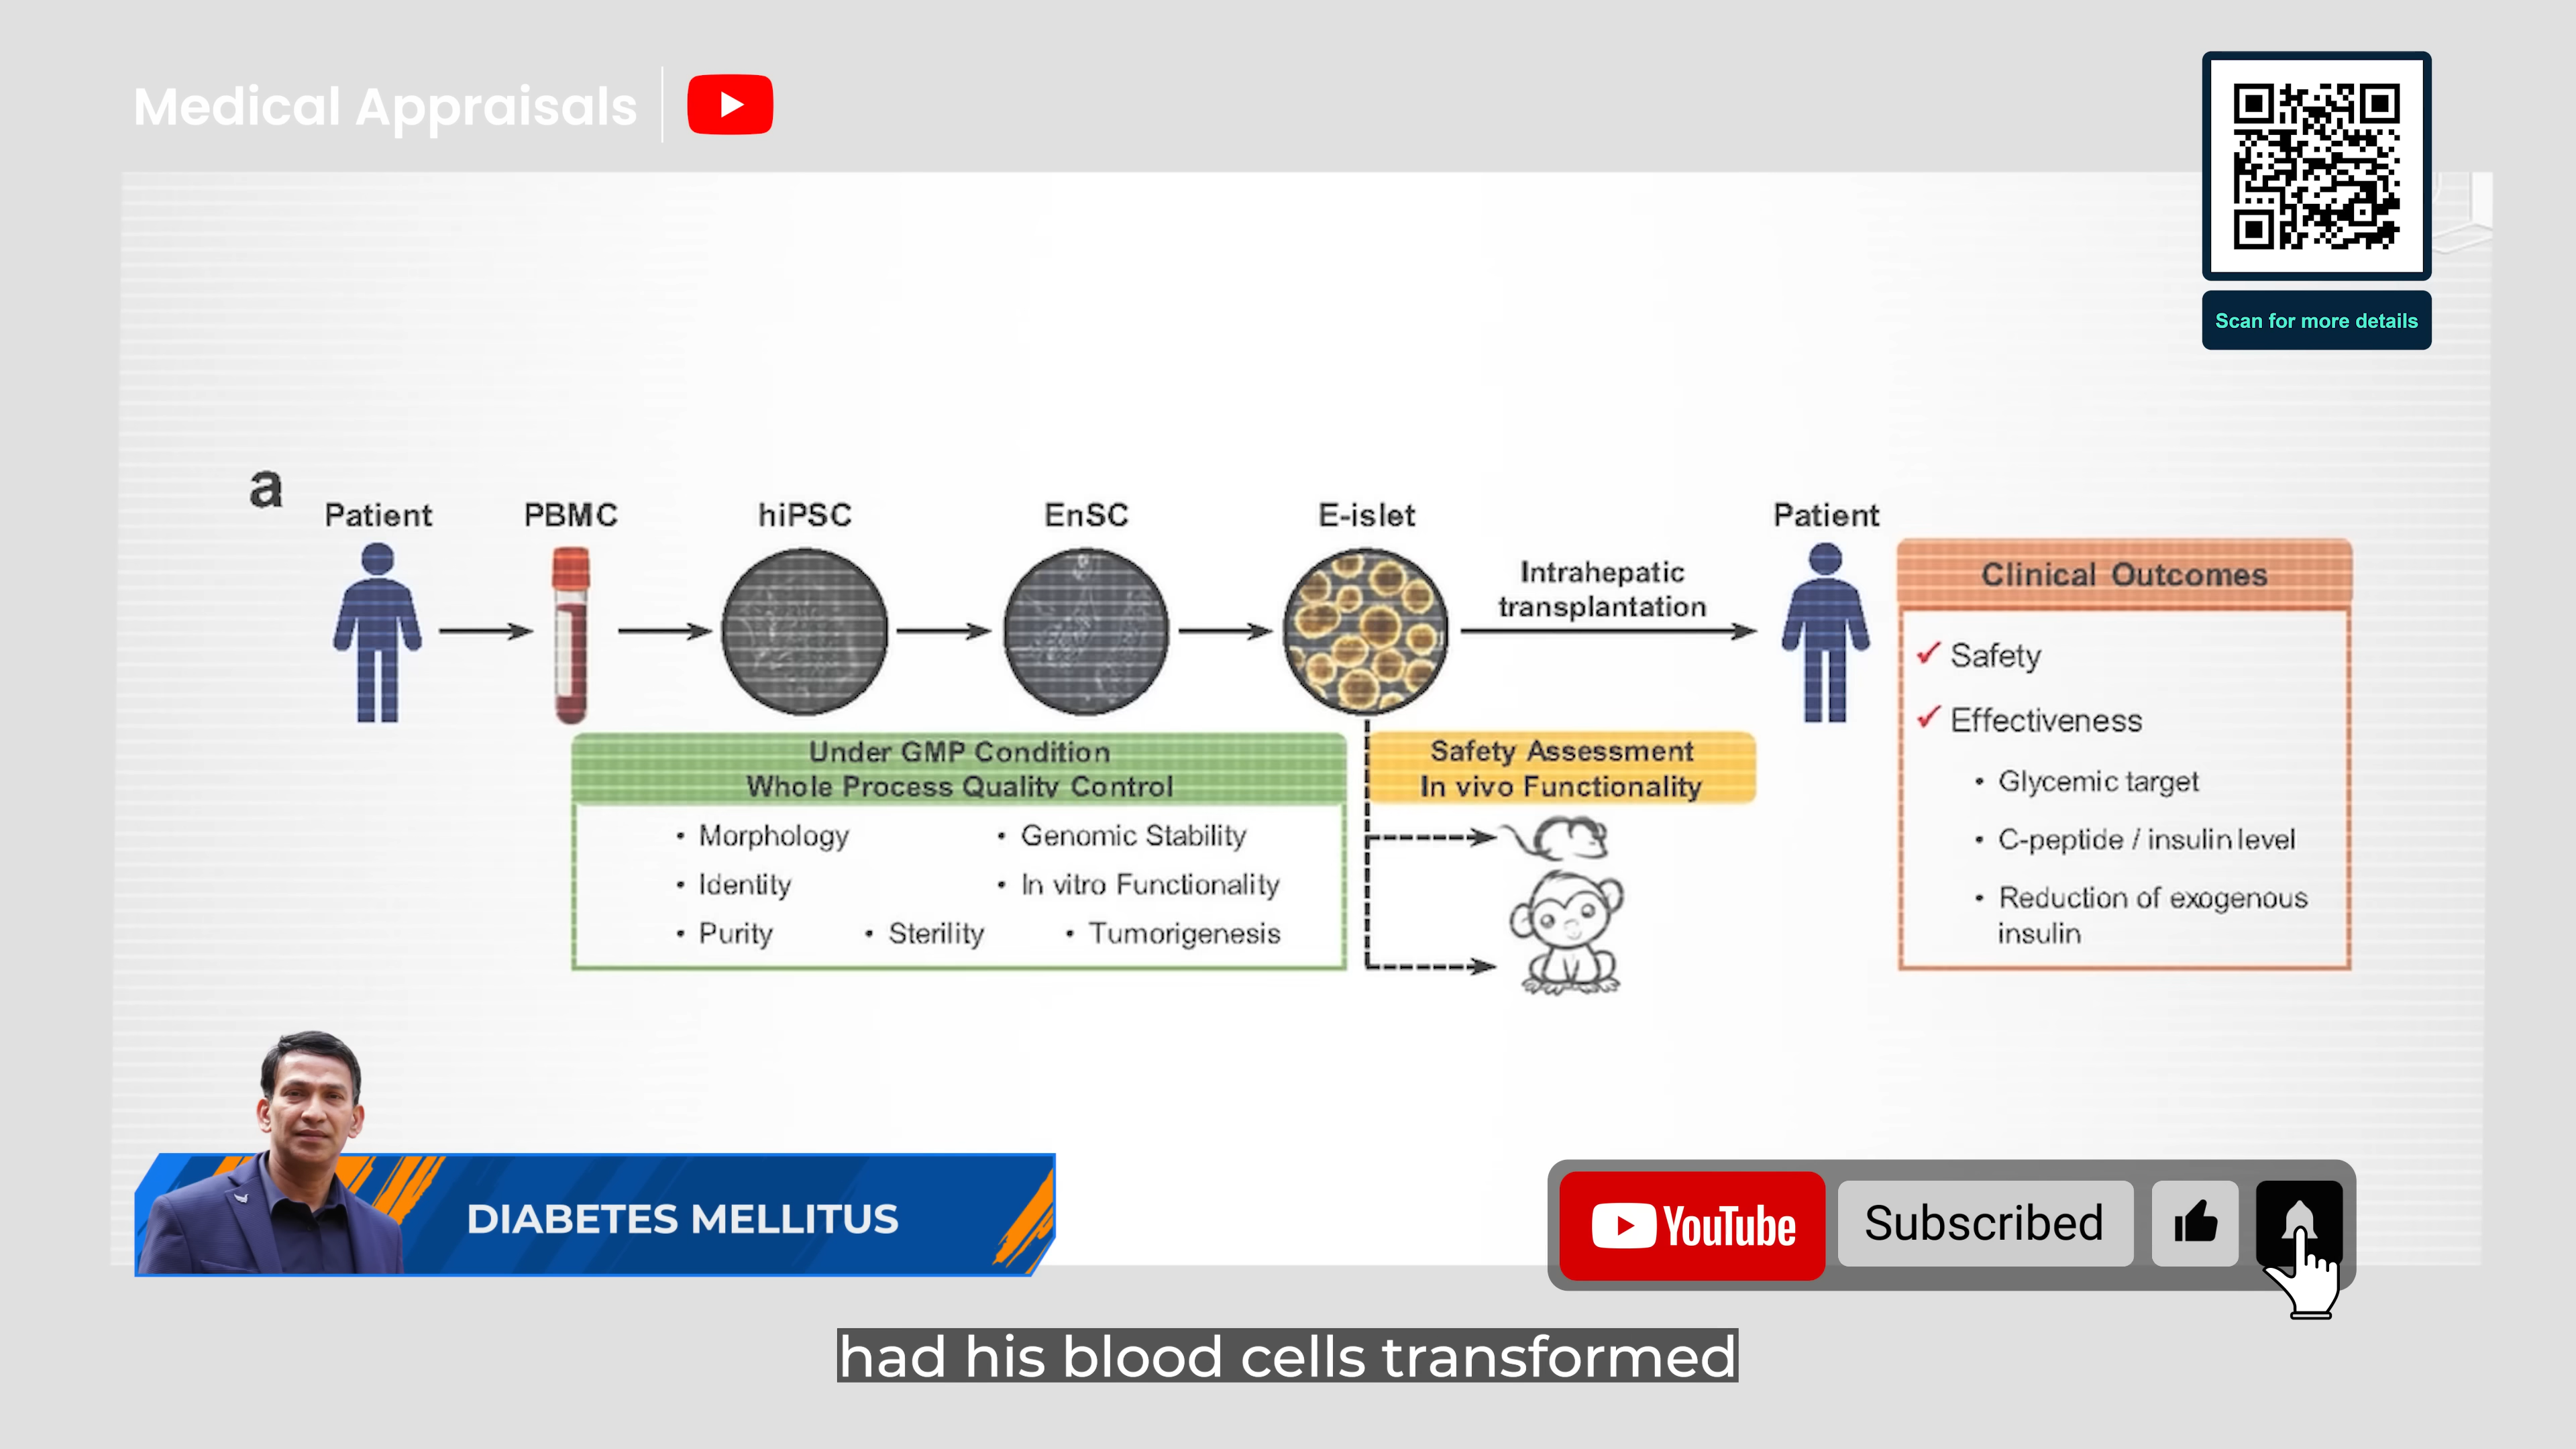 Medical Appraisals
Scan for more details
a
Patient
PBMC
hiPSC
EnSC
E-islet
Intrahepatic
transplantation
Patient
Clinical Outcomes
✓ Safety
✓ Effectiveness
• Glycemic target
• C-peptide / insulin level
• Reduction of exogenous
insulin
Under GMP Condition
Whole Process Quality Control
• Morphology
• Genomic Stability
• Identity
• In vitro Functionality
• Purity
• Sterility
• Tumorigenesis
Safety Assessment
In vivo Functionality
DIABETES MELLITUS
YouTube
Subscribed
had his blood cells transformed